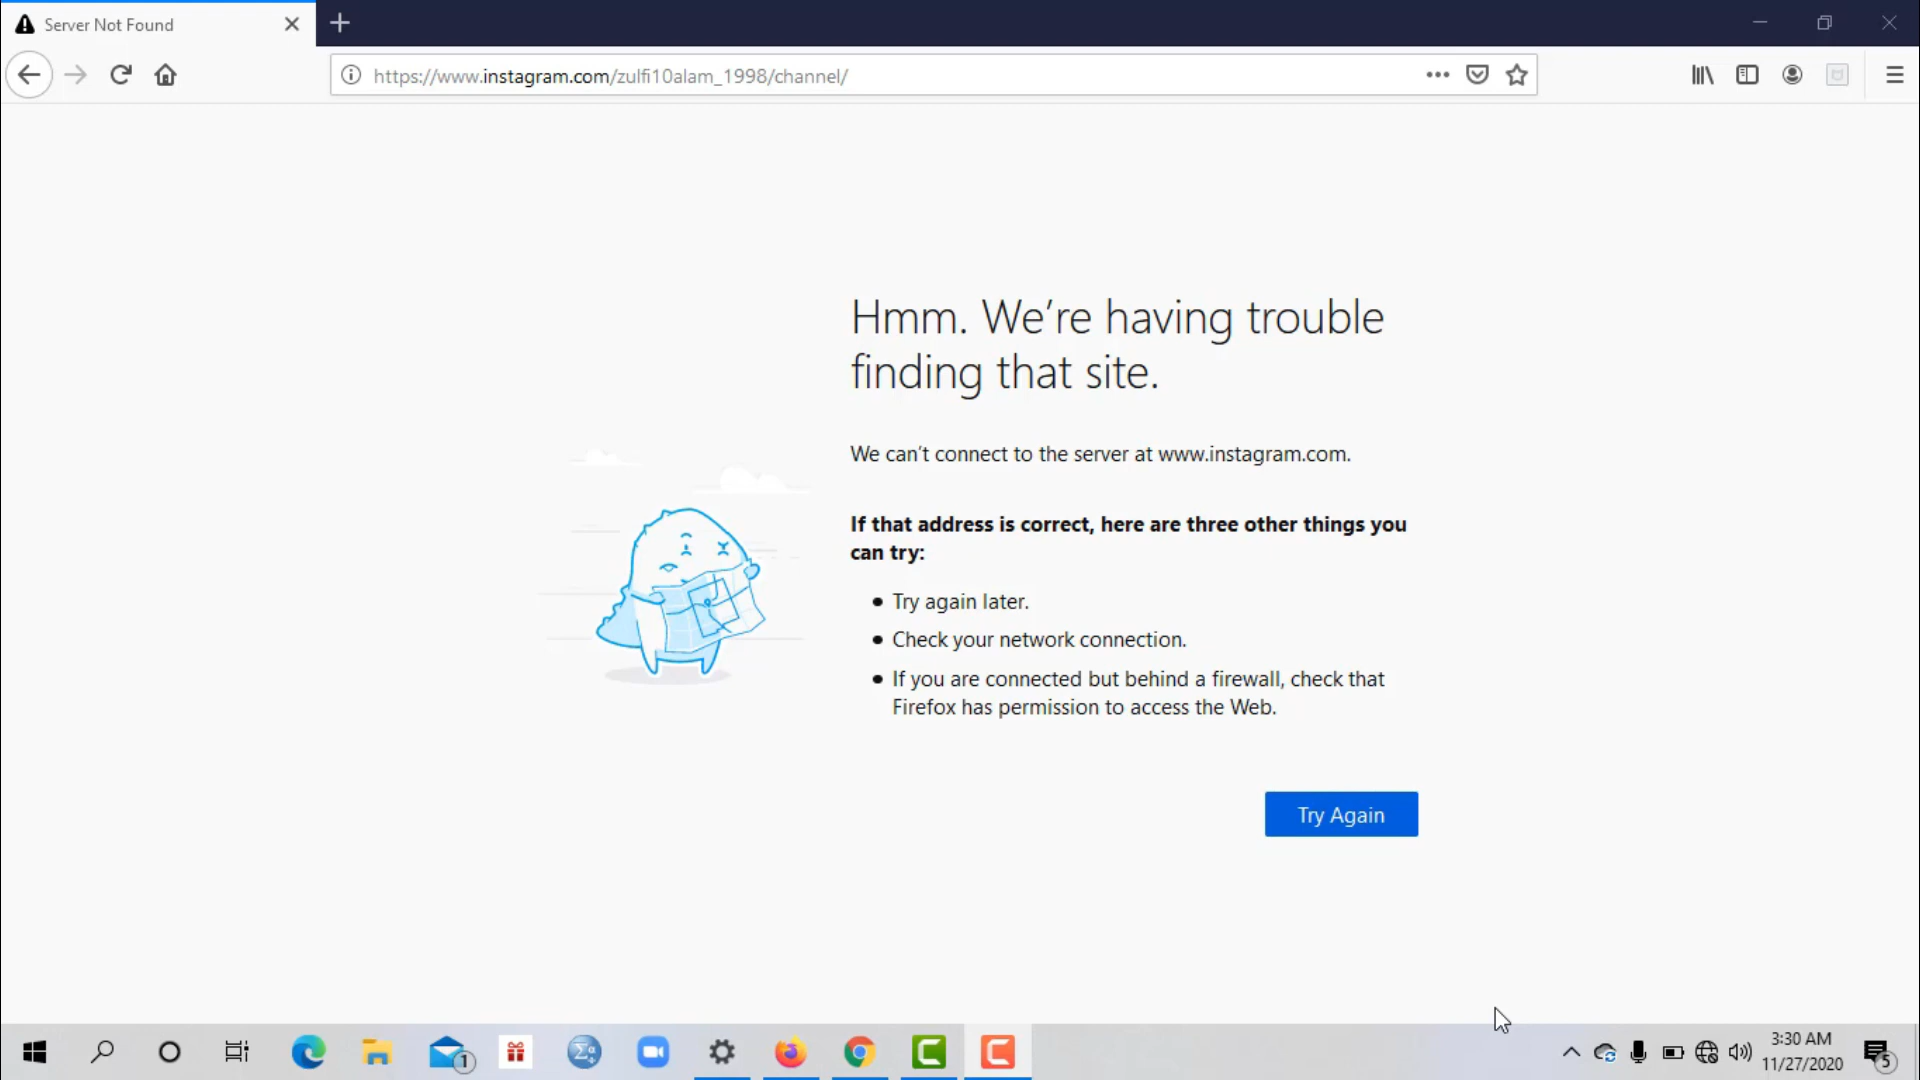 Server Not Found
https://www.instagram.com/zulfi10alam_1998/channel/
Hmm. We’re having trouble
finding that site.
We can’t connect to the server at www.instagram.com.
If that address is correct, here are three other things you
can try:
Try again later.
Check your network connection.
If you are connected but behind a firewall, check that
Firefox has permission to access the Web.
Try Again
1
3:30 AM
11/27/2020
5